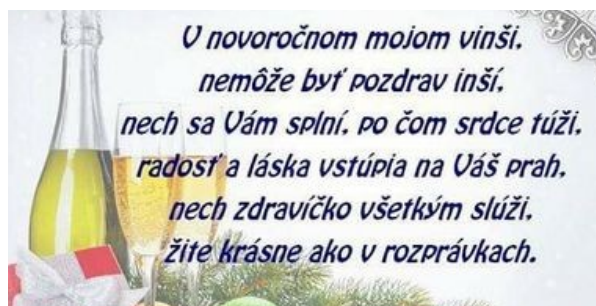 V novoročnom mojom vinši,
nemôže byť pozdrav inší,
nech sa Vám splní, po čom srdce túži,
radosť a láska vstúpia na Váš prah,
nech zdravíčko všetkým slúži,
žite krásne ako v rozprávkach.